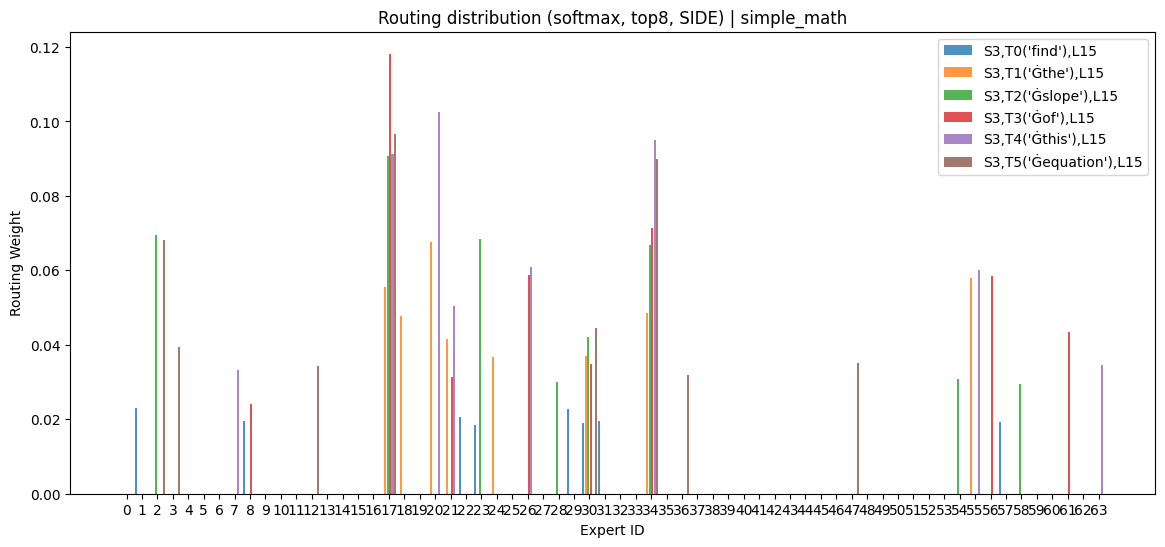 Routing distribution (softmax, top8, SIDE) | simple_math
S3,T0('find'),L15
S3,T1('Ġthe'),L15
S3,T2('Ġslope'),L15
S3,T3('Ġof'),L15
S3,T4('Ġthis'),L15
S3,T5('Ġequation'),L15
Routing Weight
0.12
0.10
0.08
0.06
0.04
0.02
0.00
0 1 2 3 4 5 6 7 8 9 10 11 12 13 14 15 16 17 18 19 20 21 22 23 24 25 26 27 28 29 30 31 32 33 34 35 36 37 38 39 40 41 42 43 44 45 46 47 48 49 50 51 52 53 54 55 56 57 58 59 60 61 62 63
Expert ID